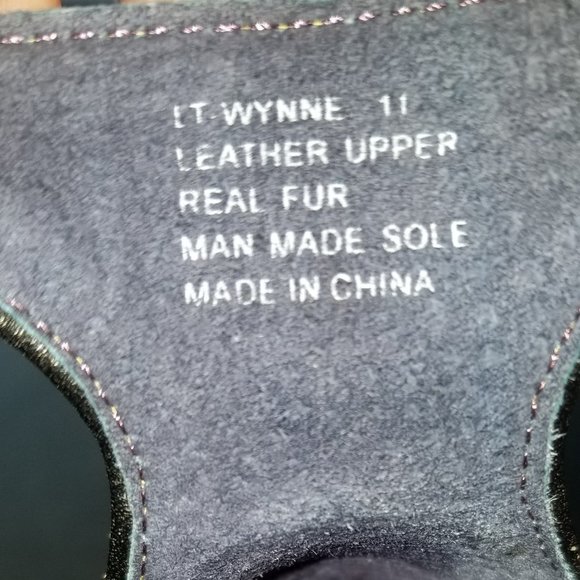 LT-WYNNE 11
LEATHER UPPER
REAL FUR
MAN MADE SOLE
MADE IN CHINA